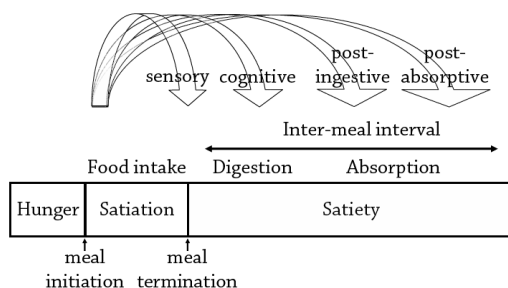 post- post-
sensory cognitive ingestive absorptive
Inter-meal interval
Food intake Digestion Absorption
Hunger Satiation Satiety
meal meal
initiation termination